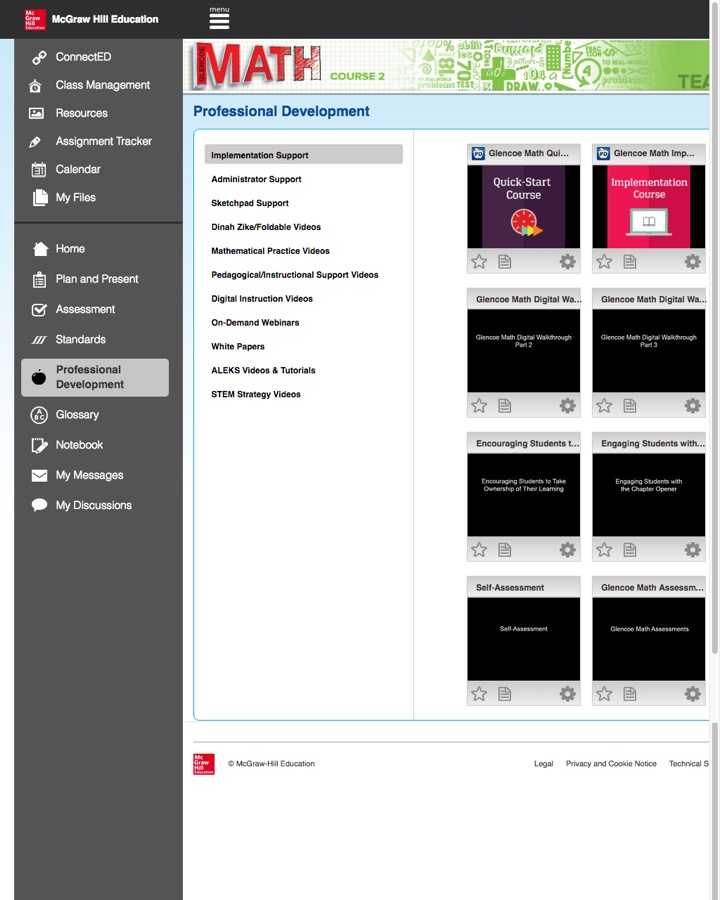 Mc
Graw
Hill
Education
McGraw Hill Education
menu
ConnectED
Class Management
Resources
Assignment Tracker
Calendar
My Files
Home
Plan and Present
Assessment
Standards
Professional
Development
Glossary
Notebook
My Messages
My Discussions
GLENCOE
MATH
COURSE 2
TEA
Professional Development
Implementation Support
Administrator Support
Sketchpad Support
Dinah Zike/Foldable Videos
Mathematical Practice Videos
Pedagogical/Instructional Support Videos
Digital Instruction Videos
On-Demand Webinars
White Papers
ALEKS Videos & Tutorials
STEM Strategy Videos
PD Glencoe Math Qui...
Quick-Start
Course
PD Glencoe Math Imp...
Implementation
Course
Glencoe Math Digital Wa...
Glencoe Math Digital Walkthrough
Part 2
Glencoe Math Digital Wa...
Glencoe Math Digital Walkthrough
Part 3
Encouraging Students t...
Encouraging Students to Take
Ownership of Their Learning
Engaging Students with...
Engaging Students with
the Chapter Opener
Self-Assessment
Self-Assessment
Glencoe Math Assessm...
Glencoe Math Assessments
Mc
Graw
Hill
Education
© McGraw-Hill Education
Legal
Privacy and Cookie Notice
Technical S